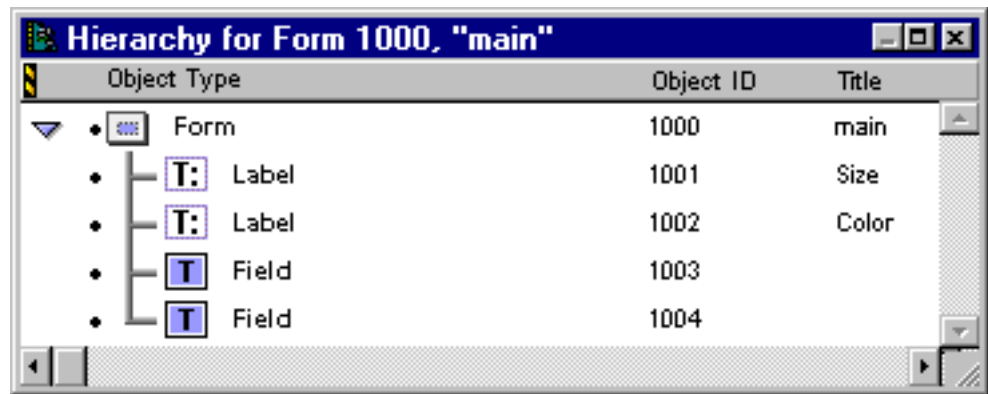 Hierarchy for Form 1000, "main"
Object Type Object ID Title
Form 1000 main
T: Label 1001 Size
T: Label 1002 Color
T Field 1003
T Field 1004